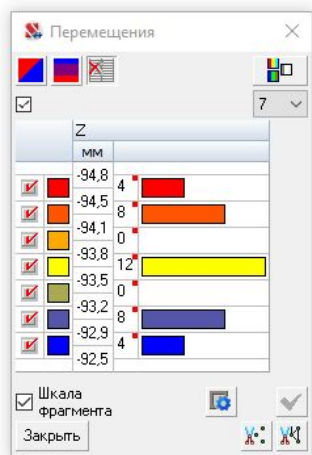 Перемещения
7
Z
мм
-94,8
4
-94,5
8
-94,1
0
-93,8
12
-93,5
0
-93,2
8
-92,9
4
-92,5
Шкала
фрагмента
Закрыть